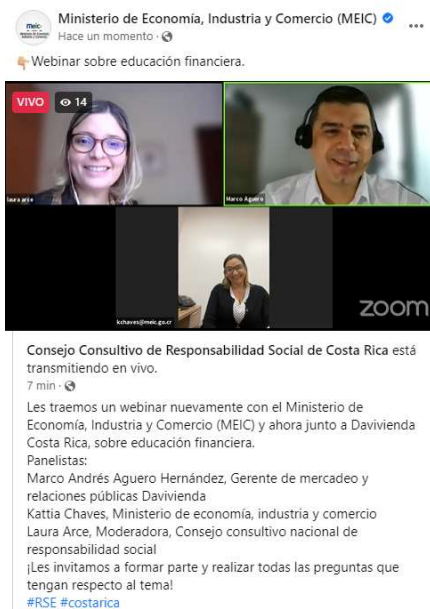 meic
Ministerio de Economía, Industria y Comercio (MEIC)
Hace un momento ·
Webinar sobre educación financiera.
VIVO 14
laura arce
Marco Aguero
kchaves@meic.go.cr
zoom
Consejo Consultivo de Responsabilidad Social de Costa Rica está
transmitiendo en vivo.
7 min ·
Les traemos un webinar nuevamente con el Ministerio de
Economía, Industria y Comercio (MEIC) y ahora junto a Davivienda
Costa Rica, sobre educación financiera.
Panelistas:
Marco Andrés Aguero Hernández, Gerente de mercadeo y
relaciones públicas Davivienda
Kattia Chaves, Ministerio de economía, industria y comercio
Laura Arce, Moderadora, Consejo consultivo nacional de
responsabilidad social
¡Les invitamos a formar parte y realizar todas las preguntas que
tengan respecto al tema!
#RSE #costarica